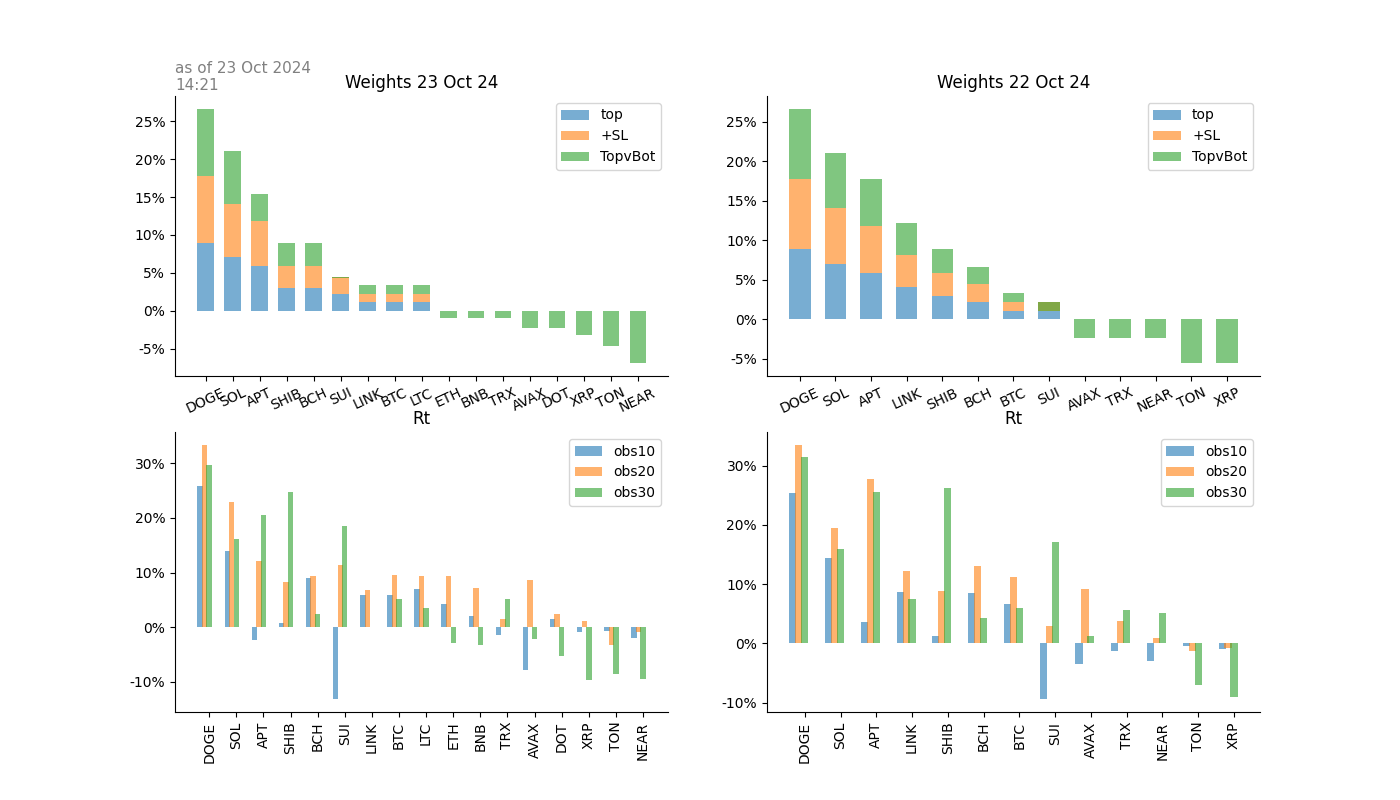 as of 23 Oct 2024
14:21
Weights 23 Oct 24
25%
20%
15%
10%
5%
0%
-5%
top
+SL
TopvBot
DOGE SOL APT SHIB BCH SUI LINK BTC LTC ETH BNB TRX AVAX DOT XRP TON NEAR
Weights 22 Oct 24
25%
20%
15%
10%
5%
0%
-5%
top
+SL
TopvBot
DOGE SOL APT LINK SHIB BCH BTC SUI AVAX TRX NEAR TON XRP
Rt
30%
20%
10%
0%
-10%
obs10
obs20
obs30
DOGE SOL APT SHIB BCH SUI LINK BTC LTC ETH BNB TRX AVAX DOT XRP TON NEAR
Rt
30%
20%
10%
0%
-10%
obs10
obs20
obs30
DOGE SOL APT LINK SHIB BCH BTC SUI AVAX TRX NEAR TON XRP